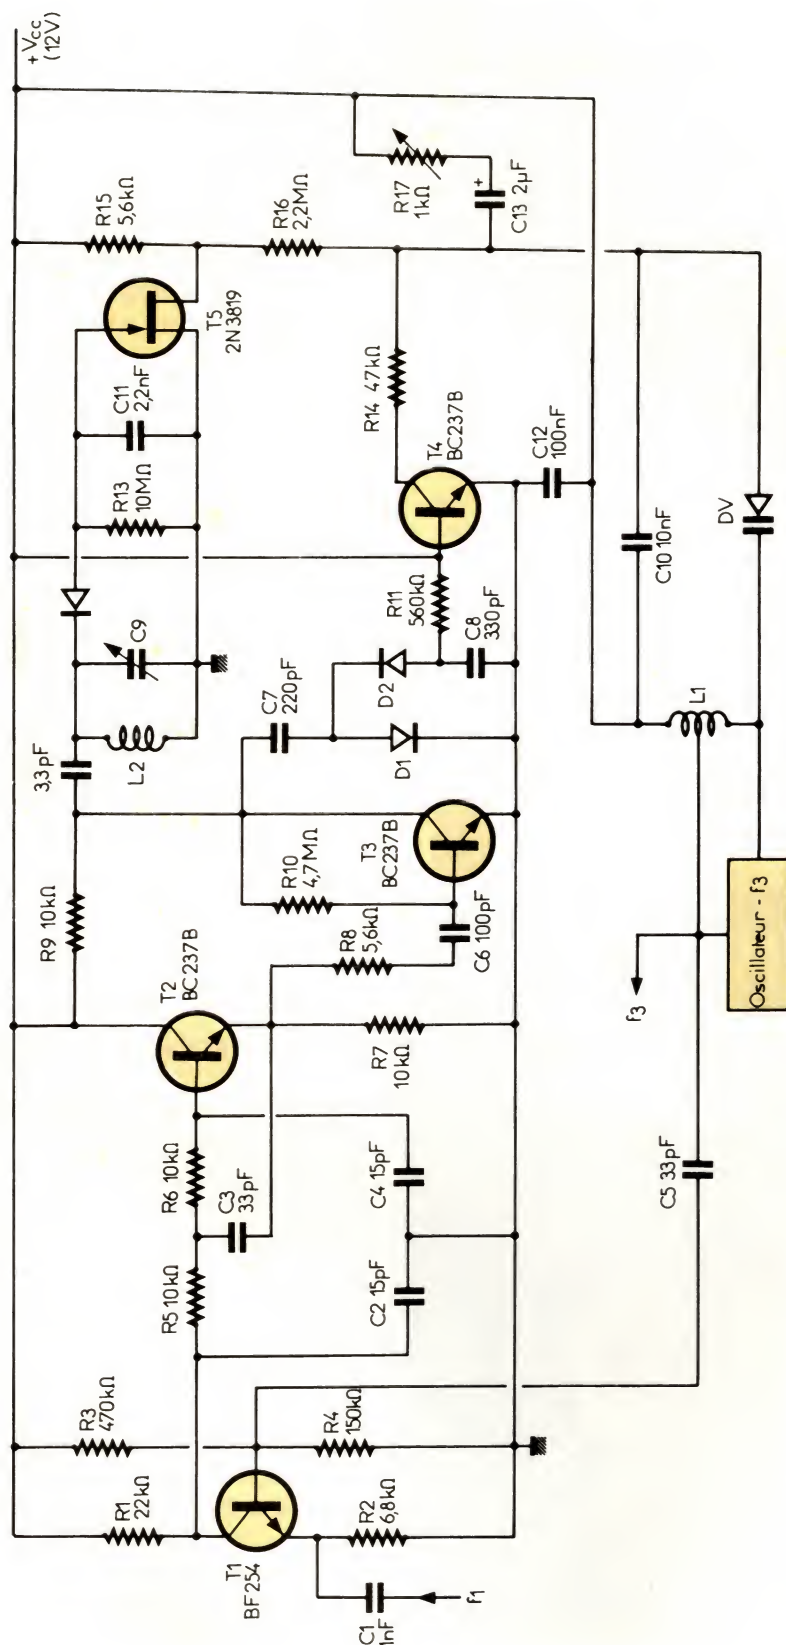 +Vcc
(12V)
R15
5,6kΩ
R16
2,2MΩ
R17
1kΩ
C13 2µF
+
T5
2N3819
C11
2,2nF
R13
10MΩ
C9
L2
3,3pF
R14 47kΩ
T4
BC237B
C12
100nF
C10 10nF
DV
R11
560kΩ
C8
330pF
D2
C7
220pF
D1
L1
R9 10kΩ
R10
4,7MΩ
T3
BC237B
R8
5,6kΩ
C6 100pF
T2
BC237B
R7
10kΩ
f3
Oscillateur - f3
R6 10kΩ
C3
33pF
C4 15pF
R5 10kΩ
C2 15pF
C5 33pF
R3
470kΩ
R4
150kΩ
R1
22kΩ
R2
6,8kΩ
T1
BF254
C1
1nF
f1